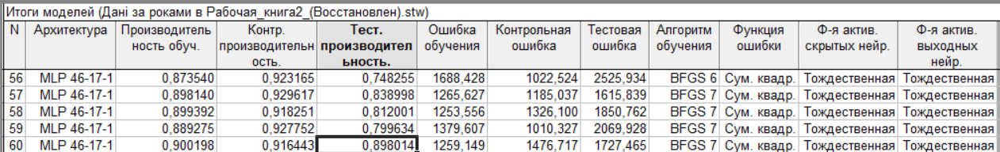 Итоги моделей (Дані за роками в Рабочая_книга2_(Восстановлен).stw)
N Архитектура Производитель Контр. Тест. Ошибка Контрольная Тестовая Алгоритм Функция Ф-я актив. Ф-я актив.
ность обуч. производительн производител обучения ошибка ошибка обучения ошибки скрытых нейр. выходных
ость. ьность. нейр.
56 MLP 46-17-1 0,873540 0,923165 0,748255 1688,428 1022,524 2525,934 BFGS 6 Сум. квадр. Тождественная Тождественная
57 MLP 46-17-1 0,898140 0,929617 0,838998 1265,627 1185,037 1615,839 BFGS 7 Сум. квадр. Тождественная Тождественная
58 MLP 46-17-1 0,899392 0,918251 0,812001 1253,556 1326,100 1850,762 BFGS 7 Сум. квадр. Тождественная Тождественная
59 MLP 46-17-1 0,889275 0,927752 0,799634 1379,607 1010,327 2069,928 BFGS 7 Сум. квадр. Тождественная Тождественная
60 MLP 46-17-1 0,900198 0,916443 0,898014 1259,149 1476,717 1727,465 BFGS 7 Сум. квадр. Тождественная Тождественная